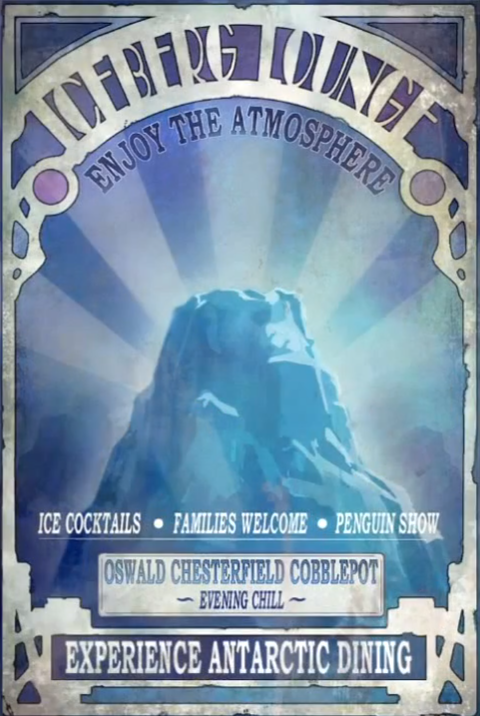 ICEBERG LOUNGE
ENJOY THE ATMOSPHERE
ICE COCKTAILS • FAMILIES WELCOME • PENGUIN SHOW
OSWALD CHESTERFIELD COBBLEPOT
~ EVENING CHILL ~
EXPERIENCE ANTARCTIC DINING